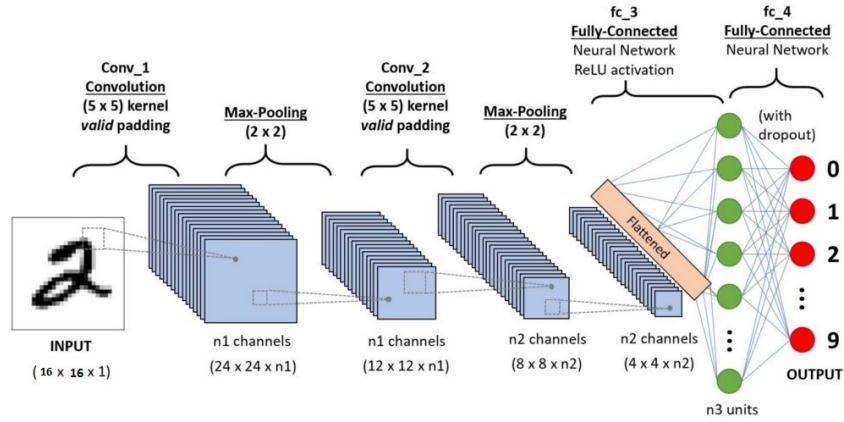 Conv_1
Convolution
(5 x 5) kernel
valid padding
Max-Pooling
(2 x 2)
Conv_2
Convolution
(5 x 5) kernel
valid padding
Max-Pooling
(2 x 2)
fc_3
Fully-Connected
Neural Network
ReLU activation
fc_4
Fully-Connected
Neural Network
(with
dropout)
Flattened
0
1
2
9
INPUT
(16 x 16 x 1)
n1 channels
(24 x 24 x n1)
n1 channels
(12 x 12 x n1)
n2 channels
(8 x 8 x n2)
n2 channels
(4 x 4 x n2)
n3 units
OUTPUT
2